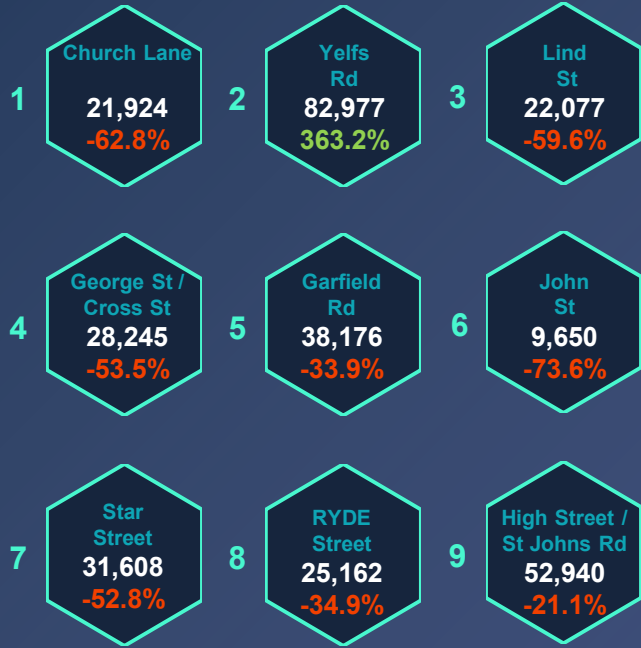 1
Church Lane
21,924
-62.8%
2
Yelfs
Rd
82,977
363.2%
3
Lind
St
22,077
-59.6%
4
George St /
Cross St
28,245
-53.5%
5
Garfield
Rd
38,176
-33.9%
6
John
St
9,650
-73.6%
7
Star
Street
31,608
-52.8%
8
RYDE
Street
25,162
-34.9%
9
High Street /
St Johns Rd
52,940
-21.1%